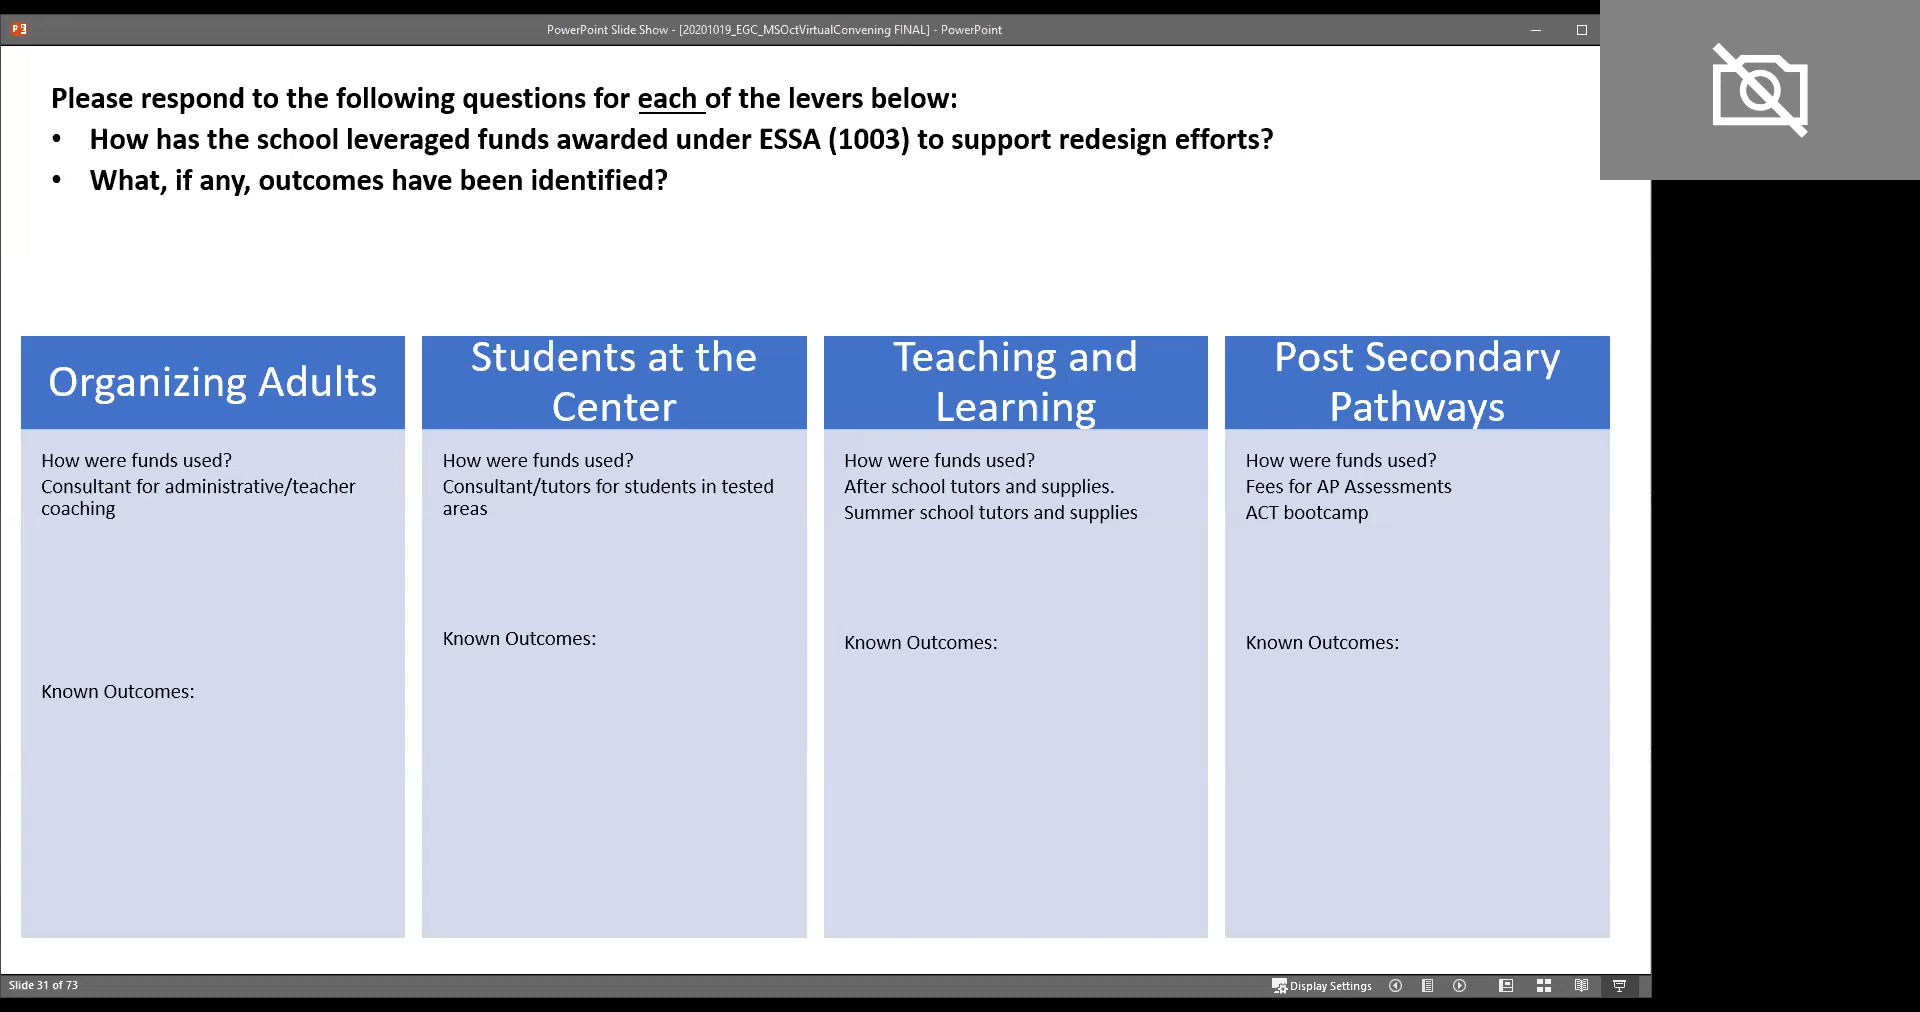 PowerPoint Slide Show - [20201019_EGC_MSOctVirtualConvening FINAL] - PowerPoint
Please respond to the following questions for each of the levers below:
• How has the school leveraged funds awarded under ESSA (1003) to support redesign efforts?
• What, if any, outcomes have been identified?
Organizing Adults
How were funds used?
Consultant for administrative/teacher
coaching
Known Outcomes:
Students at the
Center
How were funds used?
Consultant/tutors for students in tested
areas
Known Outcomes:
Teaching and
Learning
How were funds used?
After school tutors and supplies.
Summer school tutors and supplies
Known Outcomes:
Post Secondary
Pathways
How were funds used?
Fees for AP Assessments
ACT bootcamp
Known Outcomes:
Slide 31 of 73
Display Settings